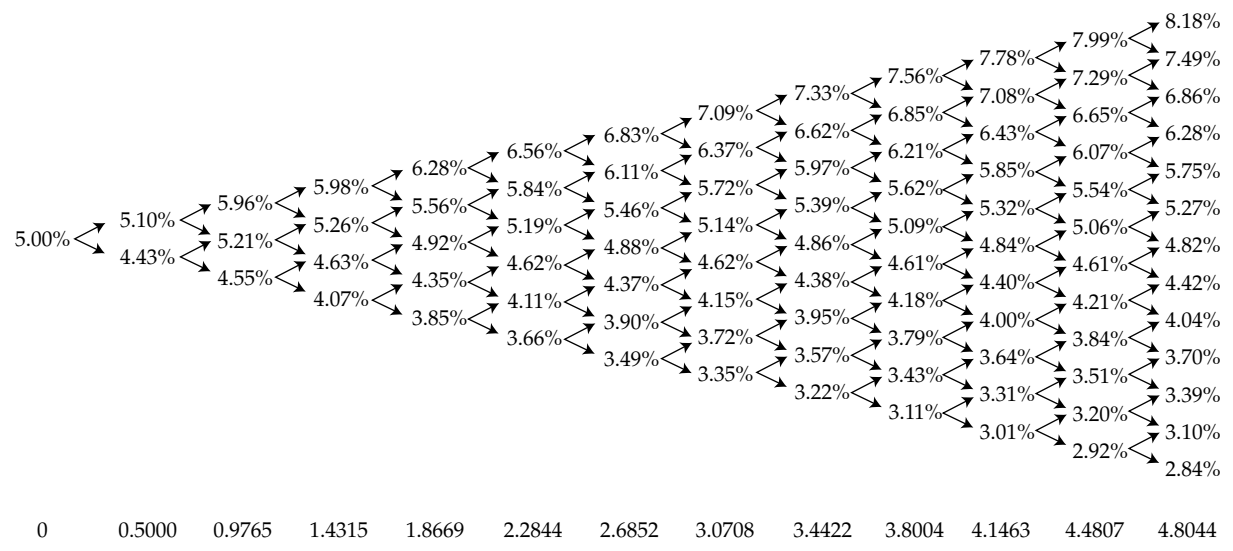 8.18%
7.99%
7.78% 7.49%
7.56% 7.29%
7.33% 7.08% 6.86%
7.09% 6.85% 6.65%
6.83% 6.62% 6.43% 6.28%
6.56% 6.37% 6.21% 6.07%
6.28% 6.11% 5.97% 5.85% 5.75%
5.98% 5.84% 5.72% 5.62% 5.54%
5.96% 5.56% 5.46% 5.39% 5.32% 5.27%
5.10% 5.26% 5.19% 5.14% 5.09% 5.06%
5.00% 5.21% 4.92% 4.88% 4.86% 4.84% 4.82%
4.43% 4.63% 4.62% 4.62% 4.61% 4.61%
4.55% 4.35% 4.37% 4.38% 4.40% 4.42%
4.07% 4.11% 4.15% 4.18% 4.21%
3.85% 3.90% 3.95% 4.00% 4.04%
3.66% 3.72% 3.79% 3.84%
3.49% 3.57% 3.64% 3.70%
3.35% 3.43% 3.51%
3.22% 3.31% 3.39%
3.11% 3.20%
3.01% 3.10%
2.92%
2.84%
0 0.5000 0.9765 1.4315 1.8669 2.2844 2.6852 3.0708 3.4422 3.8004 4.1463 4.4807 4.8044